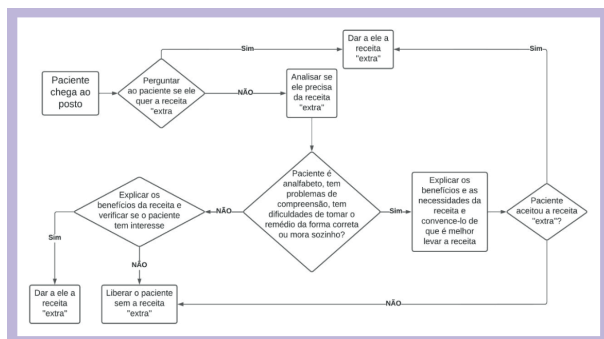 Paciente
chega ao
posto
Perguntar
ao paciente se ele
quer a receita
"extra
Sim
Dar a ele a
receita
"extra"
NÃO
Analisar se
ele precisa
da receita
"extra"
Paciente é
analfabeto, tem
problemas de
compreensão, tem
dificuldades de tomar o
remédio da forma correta
ou mora sozinho?
NÃO
Explicar os
benefícios da receita e
verificar se o paciente
tem interesse
Sim
Dar a ele a
receita
"extra"
NÃO
Liberar o paciente
sem a receita
"extra"
Sim
Explicar os
benefícios e as
necessidades da
receita e
convence-lo de
que é melhor
levar a receita
Paciente
aceitou a receita
"extra"?
Sim
NÃO